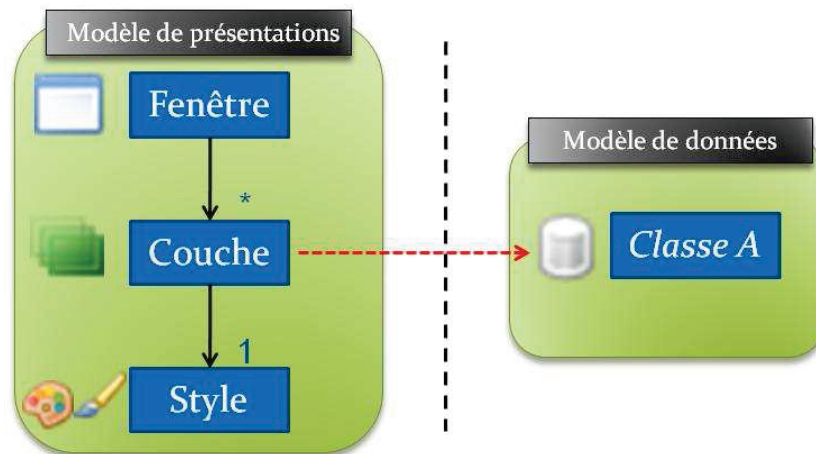 Modèle de présentations
Fenêtre
*
Couche
1
Style
Modèle de données
Classe A